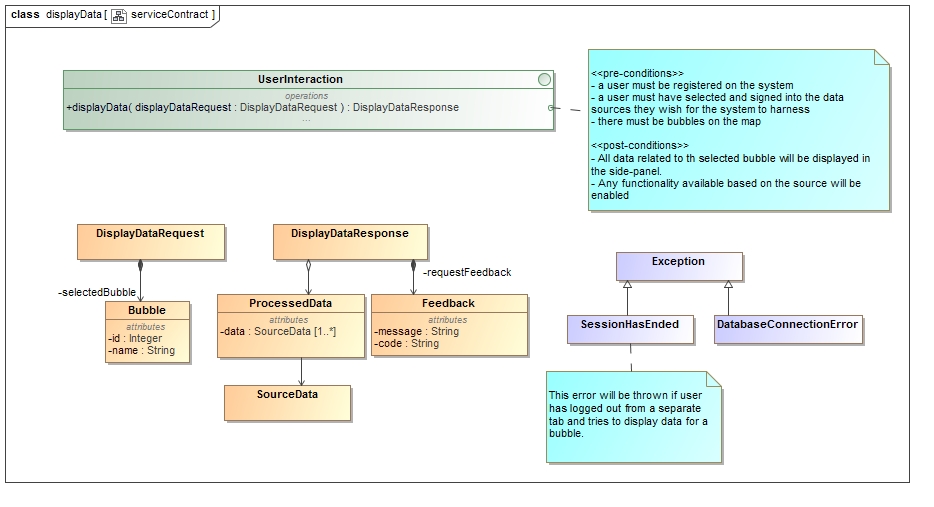 class displayData [ serviceContract ]
UserInteraction
operations
+displayData( displayDataRequest : DisplayDataRequest ) : DisplayDataResponse
...
<<pre-conditions>>
- a user must be registered on the system
- a user must have selected and signed into the data
sources they wish for the system to harness
- there must be bubbles on the map
<<post-conditions>>
- All data related to th selected bubble will be displayed in
the side-panel.
- Any functionality available based on the source will be
enabled
DisplayDataRequest
DisplayDataResponse
-selectedBubble
-requestFeedback
Bubble
attributes
-id : Integer
-name : String
ProcessedData
attributes
-data : SourceData [1..*]
Feedback
attributes
-message : String
-code : String
SourceData
Exception
SessionHasEnded
DatabaseConnectionError
This error will be thrown if user
has logged out from a separate
tab and tries to display data for a
bubble.